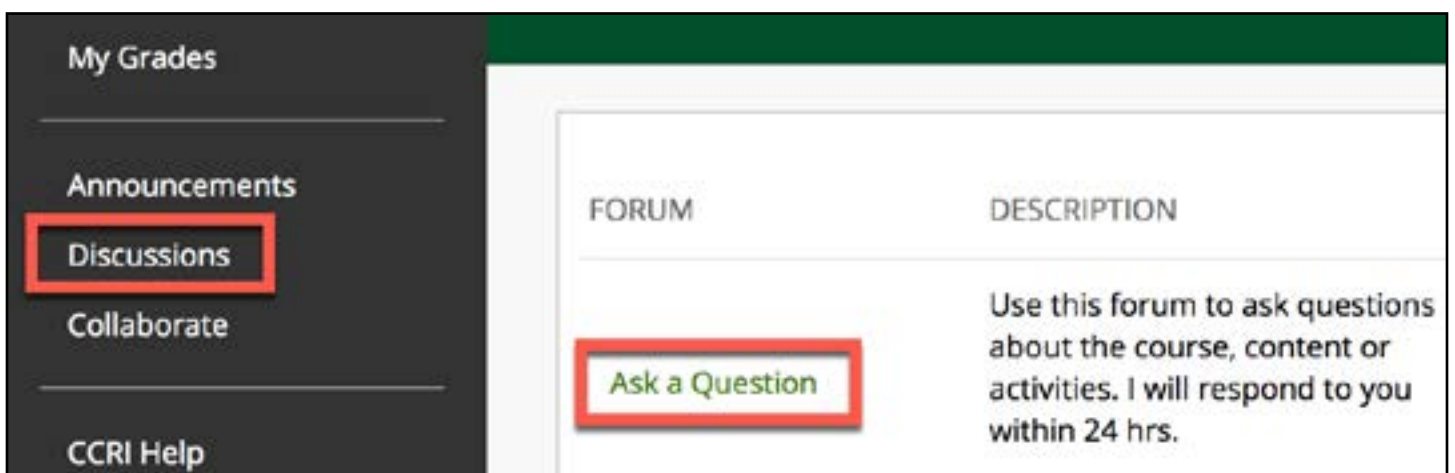 My Grades
Announcements
Discussions
Collaborate
CCRI Help
FORUM
DESCRIPTION
Ask a Question
Use this forum to ask questions
about the course, content or
activities. I will respond to you
within 24 hrs.